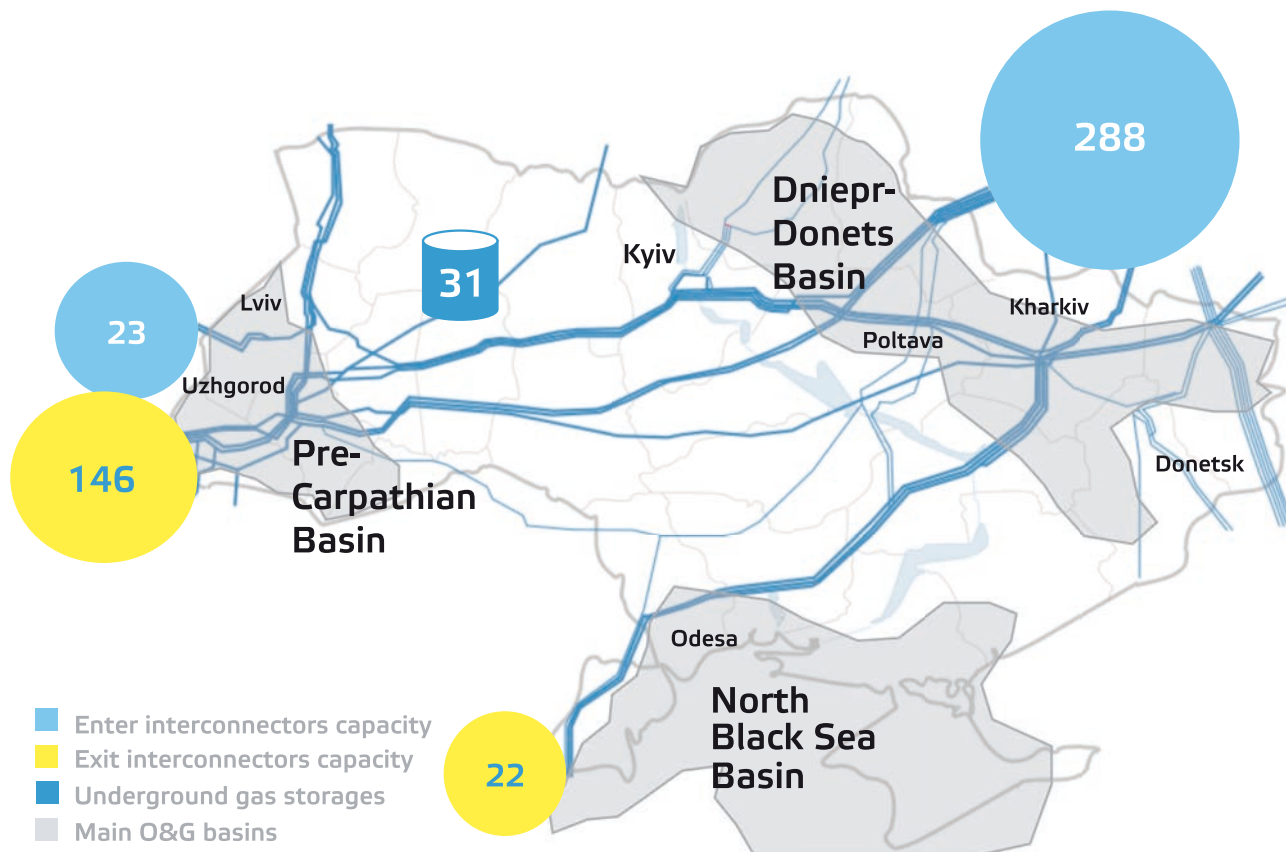 288
Dniepr-
Donets
Basin
Kyiv
31
Lviv
Kharkiv
23
Poltava
Uzhgorod
Pre-
Carpathian
Basin
146
Donetsk
Odesa
North
Black Sea
Basin
22
Enter interconnectors capacity
Exit interconnectors capacity
Underground gas storages
Main O&G basins